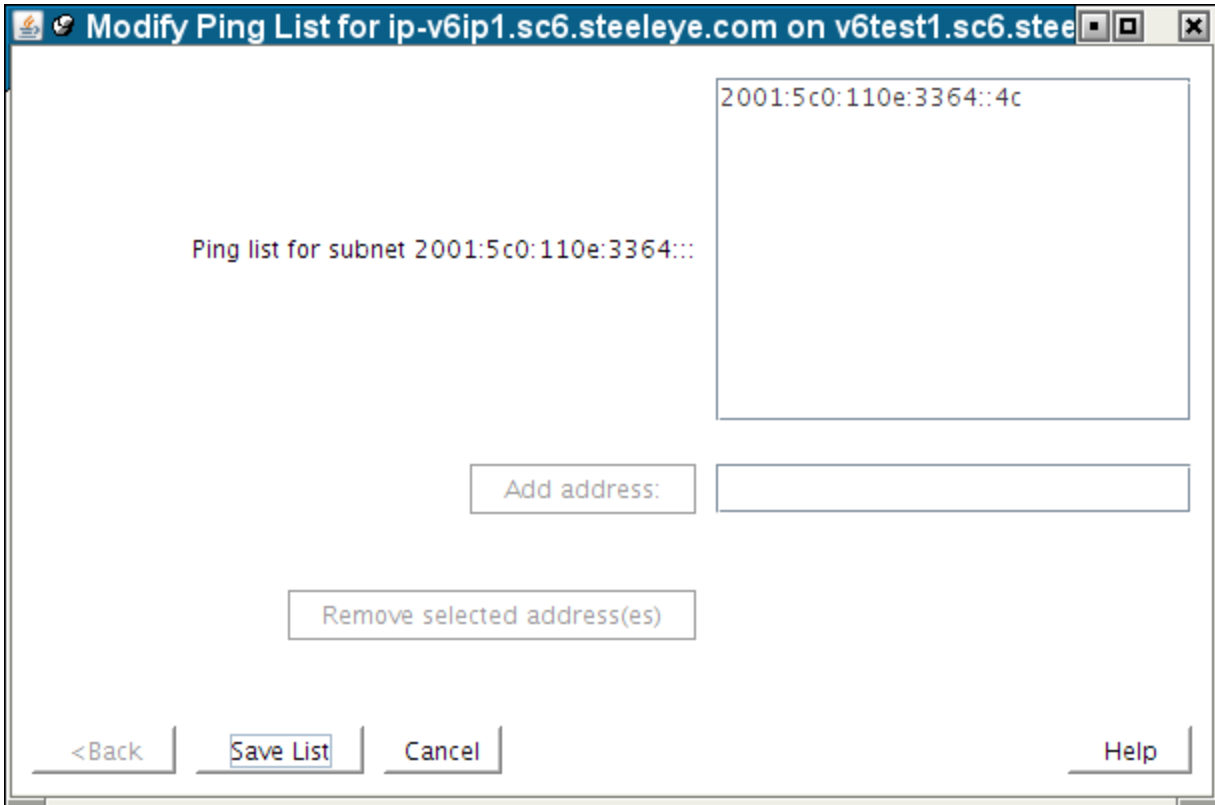 Modify Ping List for ip-v6ip1.sc6.steeleye.com on v6test1.sc6.stee
2001:5c0:110e:3364::4c
Ping list for subnet 2001:5c0:110e:3364:::
Add address:
Remove selected address(es)
<Back
Save List
Cancel
Help